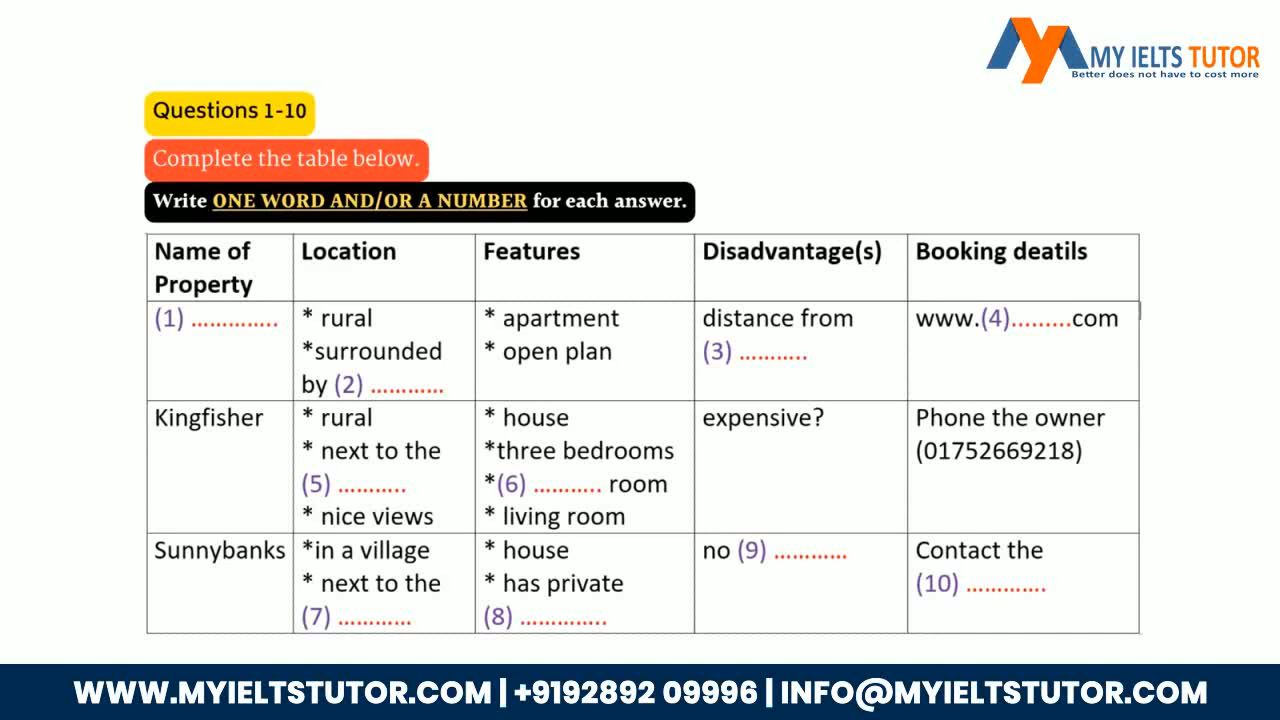 MY IELTS TUTOR
Better does not have to cost more
Questions 1-10
Complete the table below.
Write ONE WORD AND/OR A NUMBER for each answer.
Name of Property
Location
Features
Disadvantage(s)
Booking deatils
(1) …………..
* rural
*surrounded
by (2) …………
* apartment
* open plan
distance from
(3) ………..
www.(4)………com
Kingfisher
* rural
* next to the
(5) ………..
* nice views
* house
*three bedrooms
*(6) ……….. room
* living room
expensive?
Phone the owner
(01752669218)
Sunnybanks
*in a village
* next to the
(7) …………
* house
* has private
(8) …………..
no (9) …………
Contact the
(10) ………….
WWW.MYIELTSTUTOR.COM | +9192892 09996 | INFO@MYIELTSTUTOR.COM